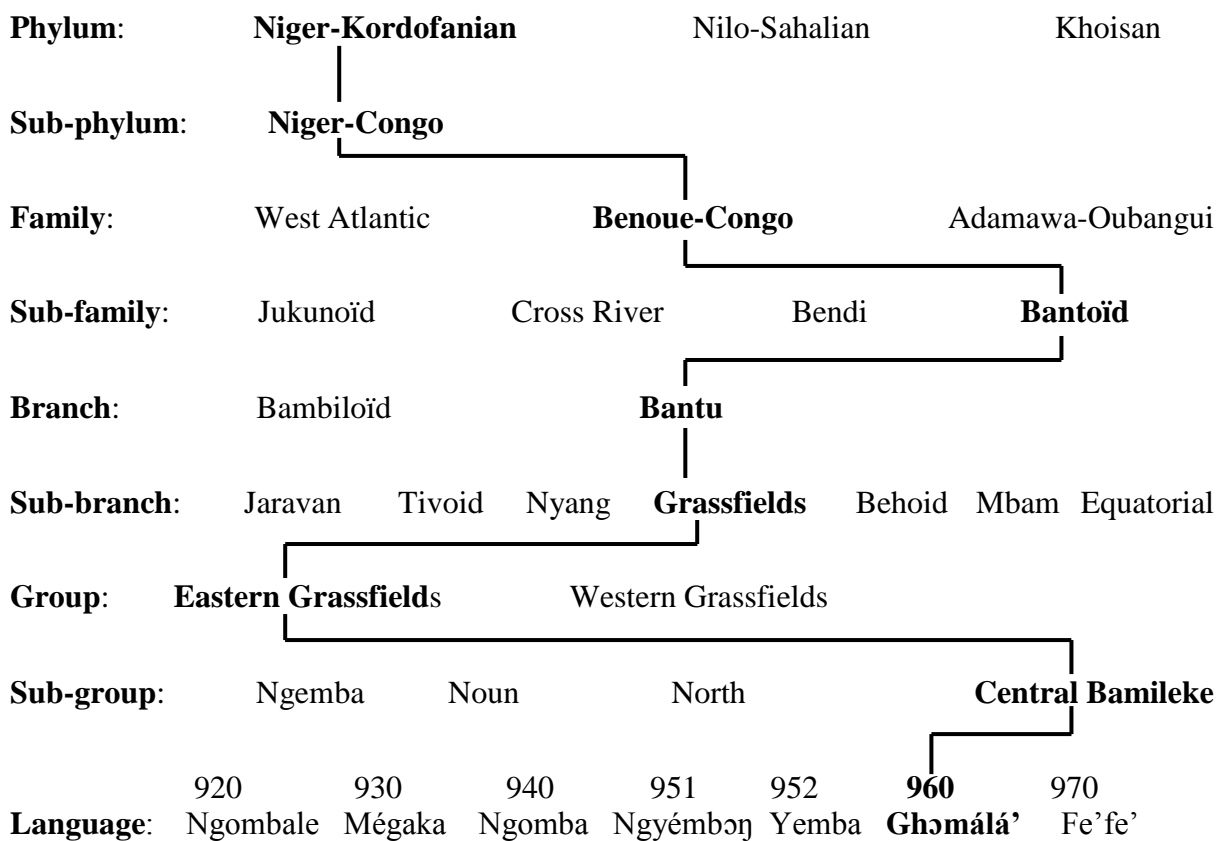 Phylum: Niger-Kordofanian Nilo-Sahalian Khoisan
Sub-phylum: Niger-Congo
Family: West Atlantic Benoue-Congo Adamawa-Oubangui
Sub-family: Jukunoïd Cross River Bendi Bantoïd
Branch: Bambiloïd Bantu
Sub-branch: Jaravan Tivoid Nyang Grassfields Behoid Mbam Equatorial
Group: Eastern Grassfields Western Grassfields
Sub-group: Ngemba Noun North Central Bamileke
920 930 940 951 952 960 970
Language: Ngombale Mégaka Ngomba Ngyémbɔŋ Yemba Ghɔmálá’ Fe’fe’